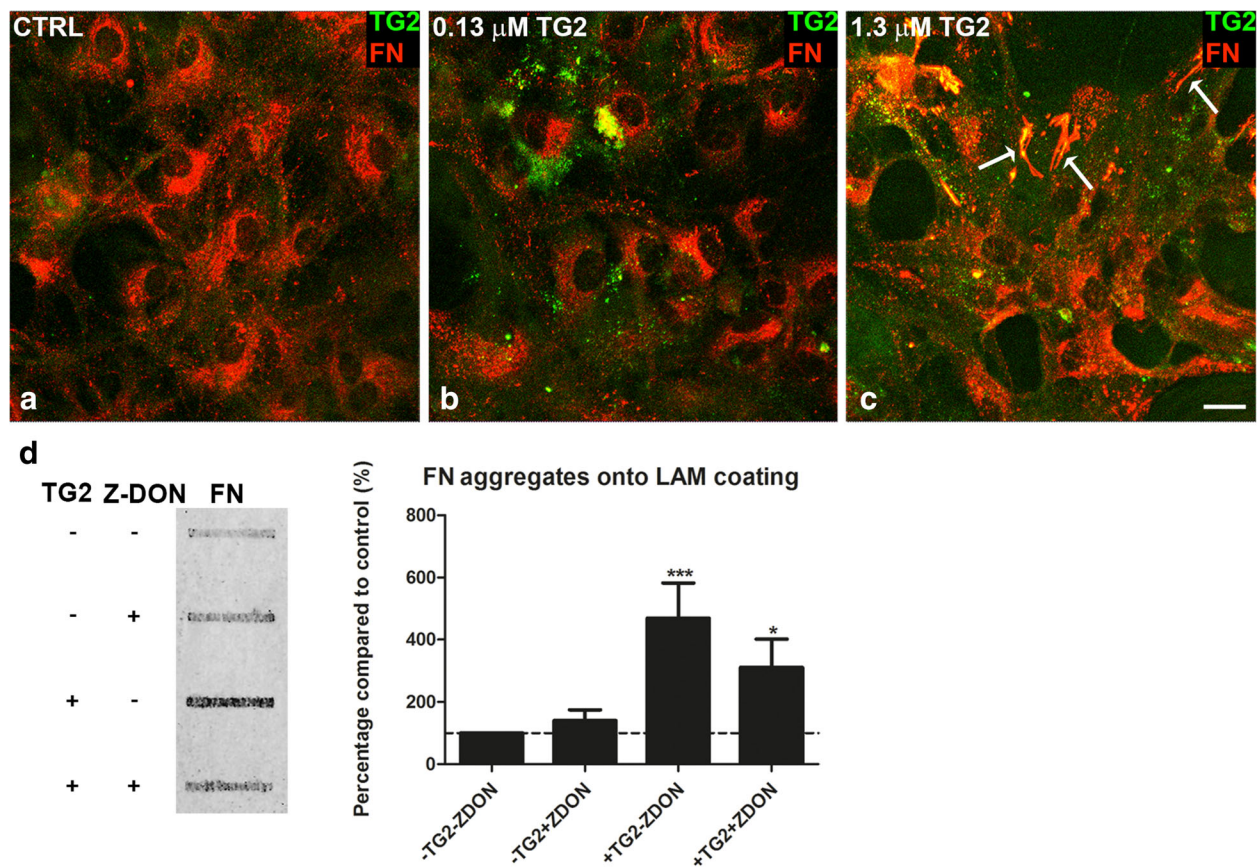 CTRL
TG2
FN
a
0.13 μM TG2
TG2
FN
b
1.3 μM TG2
TG2
FN
c
d
TG2 Z-DON FN
- -
- +
+ -
+ +
FN aggregates onto LAM coating
Percentage compared to control (%)
800
600
400
200
0
***
*
-TG2-ZDON
-TG2+ZDON
+TG2-ZDON
+TG2+ZDON